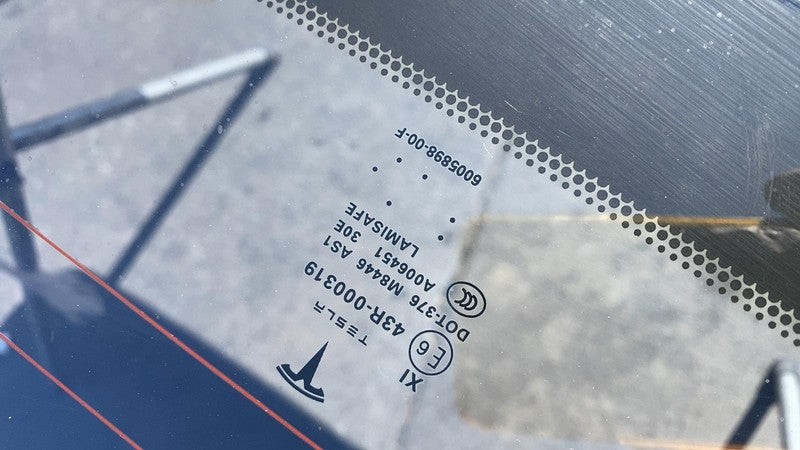 TESLA
XI
E6 43R-000319
DOT-376 M8446 AS1
A006451 30E
LAMISAFE
6005898-00-F